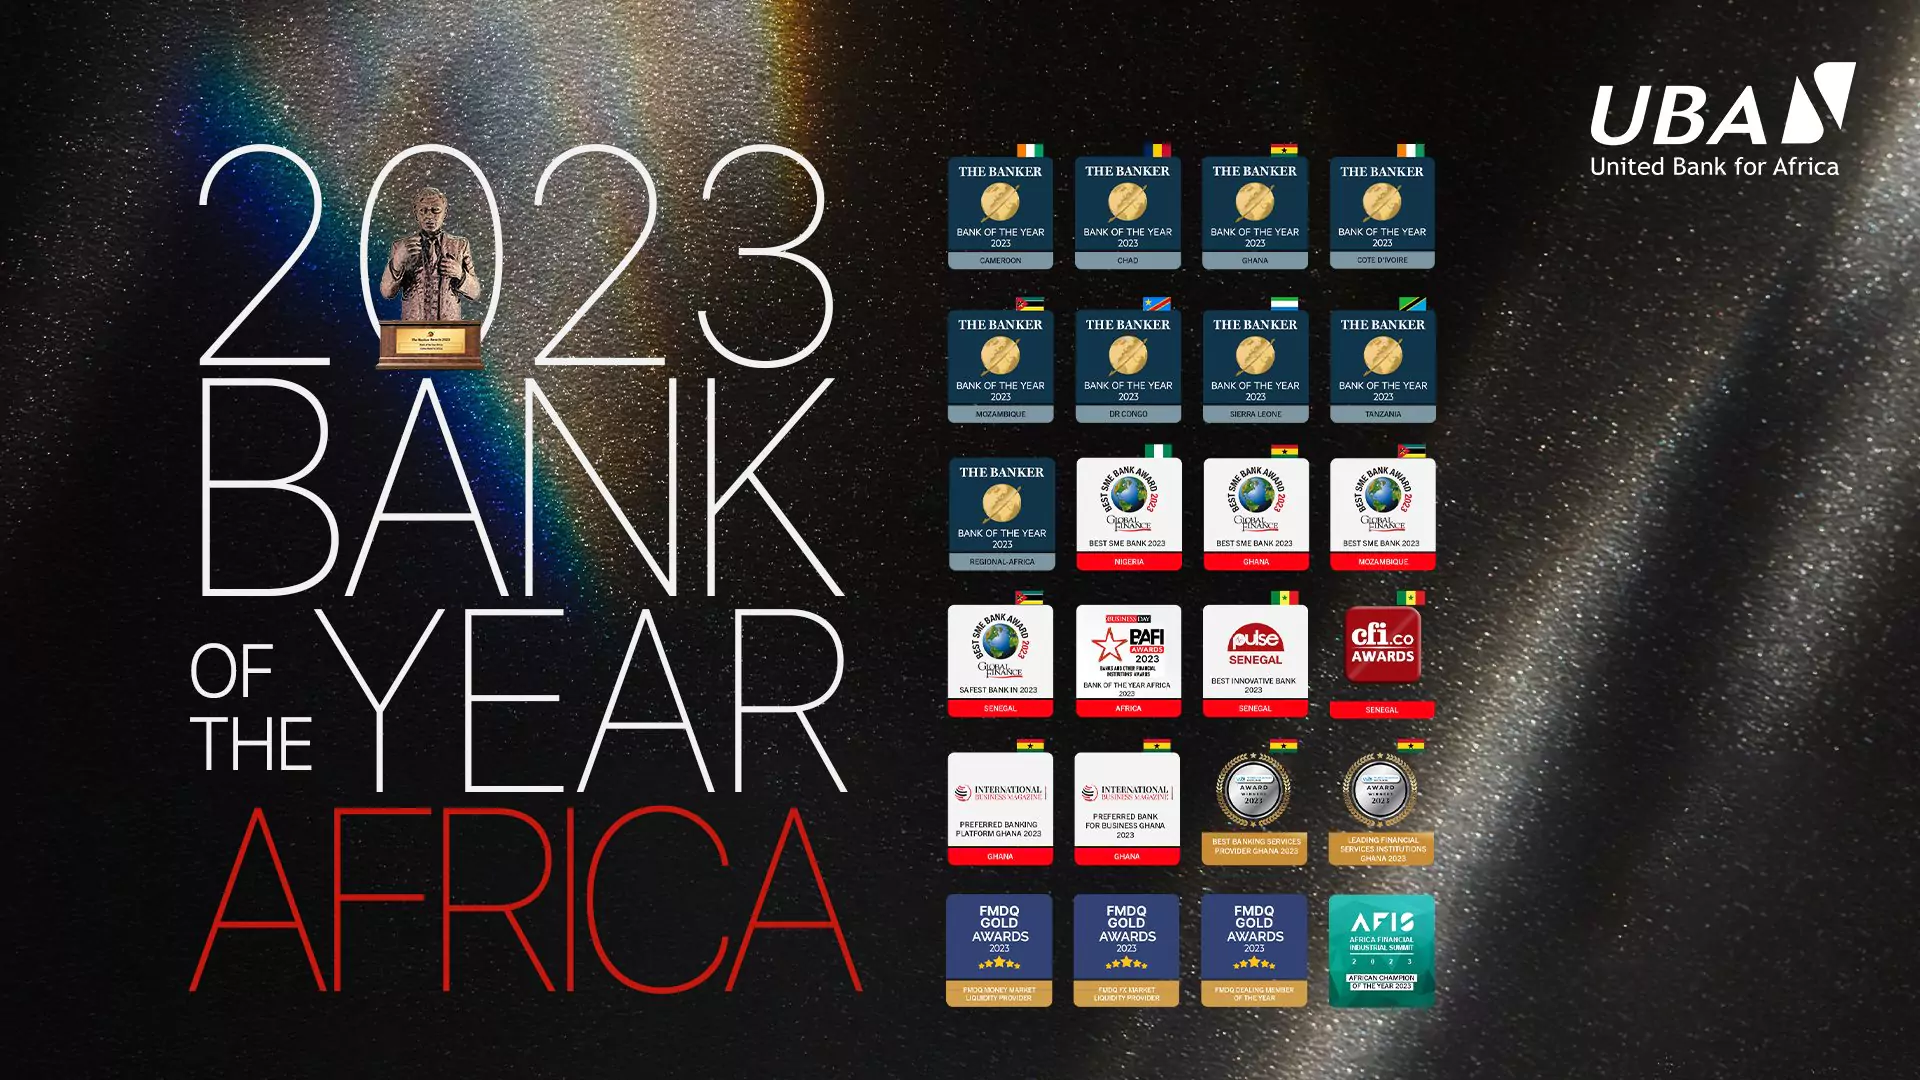 2023
BANK
OF
THE
YEAR
AFRICA
UBA
United Bank for Africa
THE BANKER
BANK OF THE YEAR
2023
CAMEROON
THE BANKER
BANK OF THE YEAR
2023
CHAD
THE BANKER
BANK OF THE YEAR
2023
GHANA
THE BANKER
BANK OF THE YEAR
2023
COTE D'IVOIRE
THE BANKER
BANK OF THE YEAR
2023
MOZAMBIQUE
THE BANKER
BANK OF THE YEAR
2023
DR CONGO
THE BANKER
BANK OF THE YEAR
2023
SIERRA LEONE
THE BANKER
BANK OF THE YEAR
2023
TANZANIA
THE BANKER
BANK OF THE YEAR
2023
REGIONAL-AFRICA
BEST SME BANK AWARD 2023
GLOBAL
FINANCE
BEST SME BANK 2023
NIGERIA
BEST SME BANK AWARD 2023
GLOBAL
FINANCE
BEST SME BANK 2023
GHANA
BEST SME BANK AWARD 2023
GLOBAL
FINANCE
BEST SME BANK 2023
MOZAMBIQUE
BEST SME BANK AWARD 2023
GLOBAL
FINANCE
SAFEST BANK IN 2023
SENEGAL
BUSINESS DAY
BAFI
AWARDS
2023
BANKS AND OTHER FINANCIAL
INSTITUTIONS' AWARDS
BANK OF THE YEAR AFRICA
2023
AFRICA
pulse
SENEGAL
BEST INNOVATIVE BANK
2023
SENEGAL
cfi.co
AWARDS
SENEGAL
INTERNATIONAL
BUSINESS MAGAZINE
PREFERRED BANKING
PLATFORM GHANA 2023
GHANA
INTERNATIONAL
BUSINESS MAGAZINE
PREFERRED BANK
FOR BUSINESS GHANA
2023
GHANA
AWARD
WINNER
2023
BEST BANKING SERVICES
PROVIDER GHANA 2023
AWARD
WINNER
2023
LEADING FINANCIAL
SERVICES INSTITUTIONS
GHANA 2023
FMDQ
GOLD
AWARDS
2023
FMDQ MONEY MARKET
LIQUIDITY PROVIDER
FMDQ
GOLD
AWARDS
2023
FMDQ FX MARKET
LIQUIDITY PROVIDER
FMDQ
GOLD
AWARDS
2023
FMDQ DEALING MEMBER
OF THE YEAR
AFIS
AFRICA FINANCIAL
INDUSTRIAL SUMMIT
2 0 2 3
AFRICAN CHAMPION
OF THE YEAR 2023